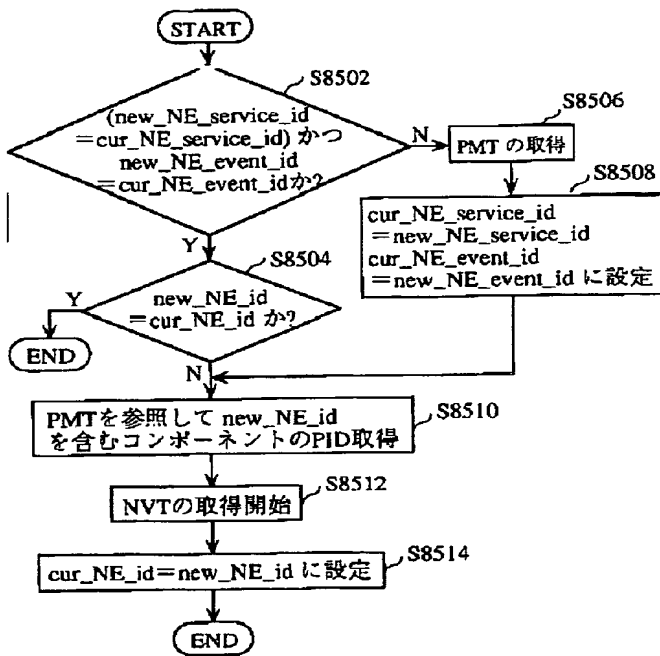 START
S8502
(new_NE_service_id
=cur_NE_service_id) かつ
new_NE_event_id
=cur_NE_event_idか?
N
S8506
PMT の取得
S8508
cur_NE_service_id
=new_NE_service_id
cur_NE_event_id
=new_NE_event_id に設定
Y
S8504
new_NE_id
=cur_NE_id か?
Y
END
N
S8510
PMTを参照して new_NE_id
を含むコンポーネントのPID取得
S8512
NVTの取得開始
S8514
cur_NE_id=new_NE_id に設定
END